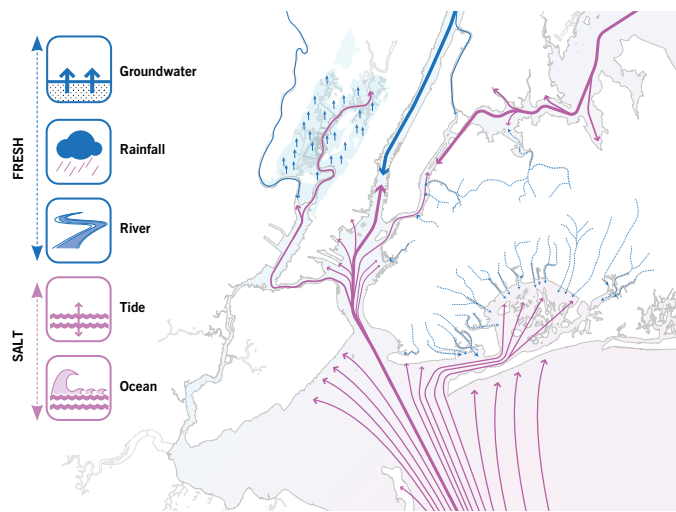 FRESH
Groundwater
Rainfall
River
SALT
Tide
Ocean